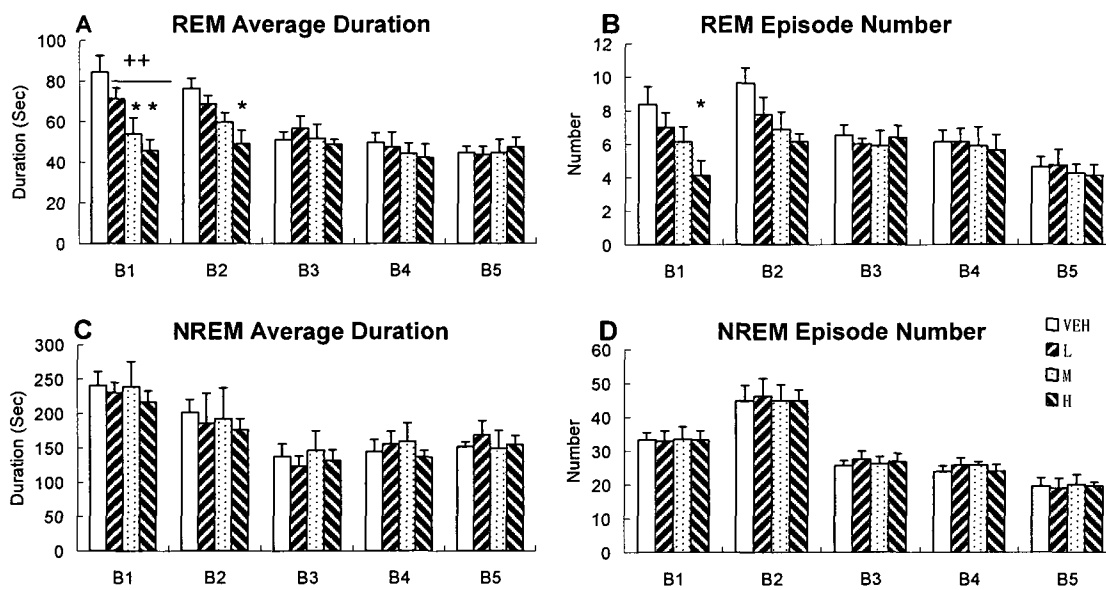 A REM Average Duration
Duration (Sec)
100
80
60
40
20
0
++
* *
*
B1 B2 B3 B4 B5
B REM Episode Number
Number
12
10
8
6
4
2
0
*
B1 B2 B3 B4 B5
C NREM Average Duration
Duration (Sec)
300
250
200
150
100
50
0
B1 B2 B3 B4 B5
D NREM Episode Number
Number
60
50
40
30
20
10
0
B1 B2 B3 B4 B5
VEH
L
M
H